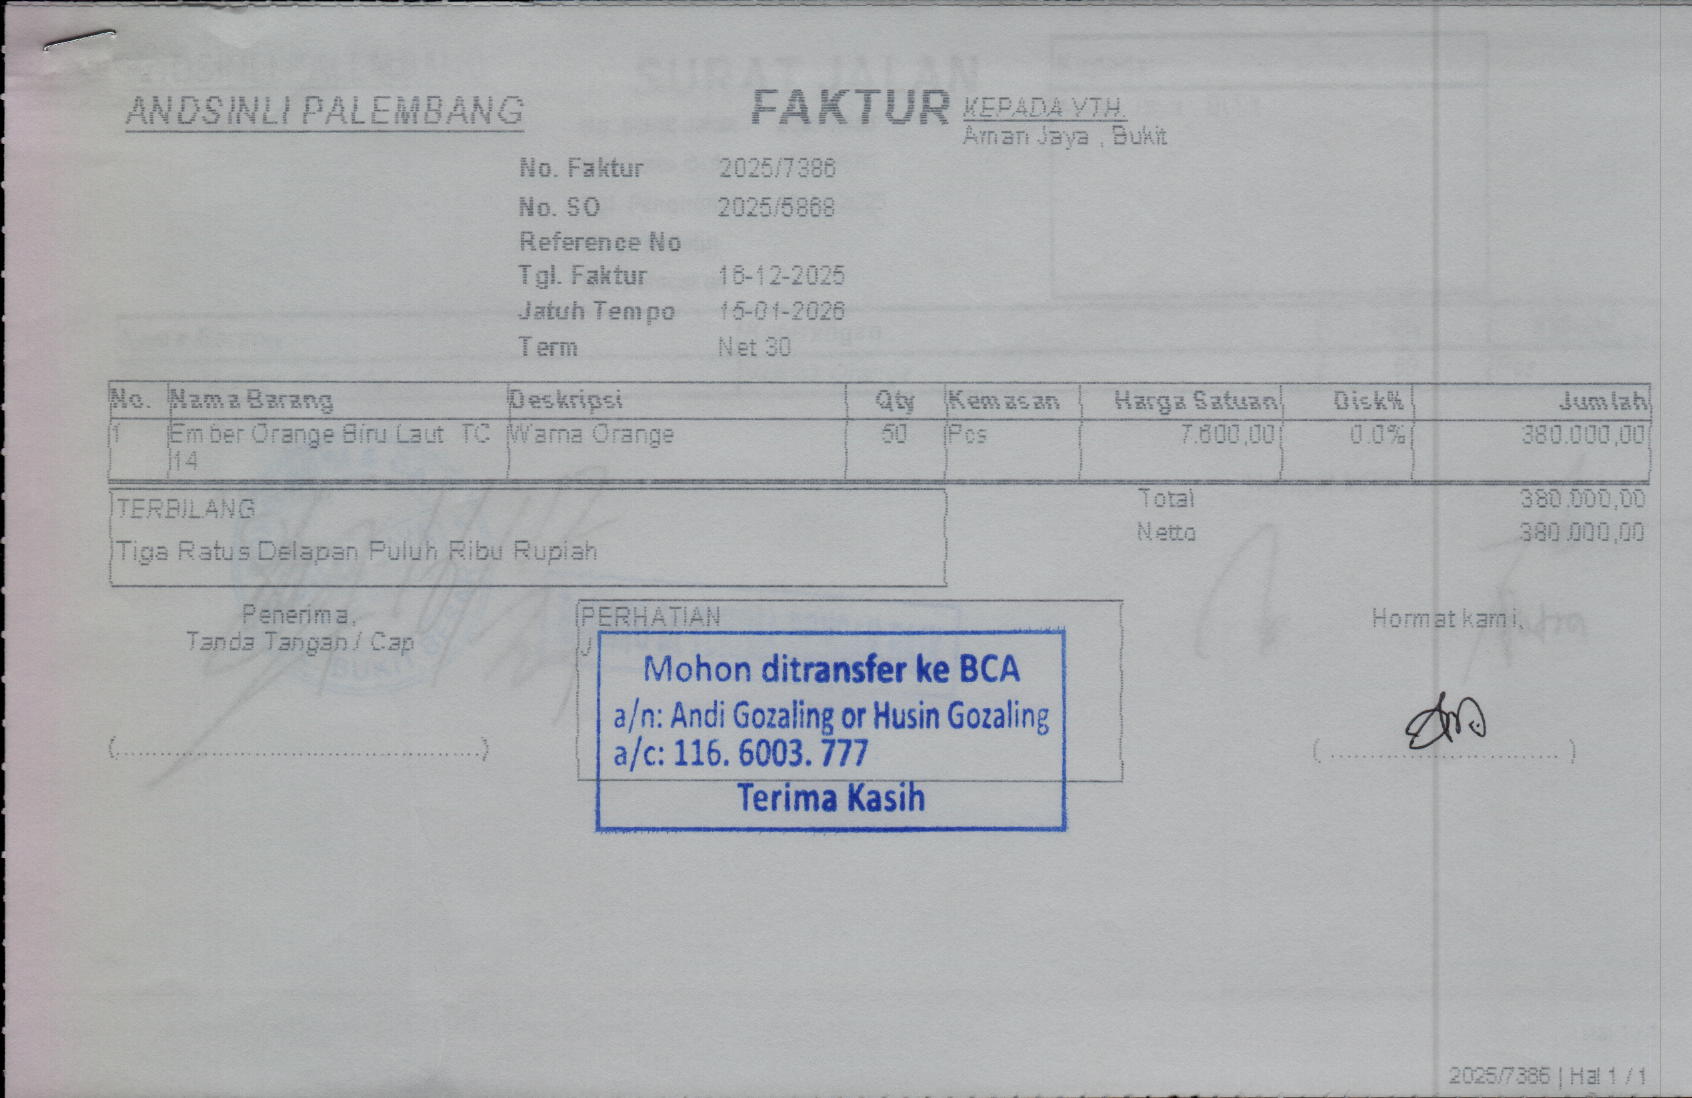 ANDSINLI PALEMBANG
FAKTUR
KEPADA YTH.
Aman Jaya , Bukit
No. Faktur 2025/7386
No. SO 2025/5868
Reference No
Tgl. Faktur 16-12-2025
Jatuh Tempo 15-01-2026
Term Net 30
No. Nama Barang Deskripsi Qty Kemasan Harga Satuan Disk% Jumlah
1 Ember Orange Biru Laut TC Warna Orange 50 Pcs 7.600,00 0.0% 380.000,00
14
TERBILANG
Tiga Ratus Delapan Puluh Ribu Rupiah
Total 380.000,00
Netto 380.000,00
Penerima,
Tanda Tangan / Cap
PERHATIAN
Hormat kami,
Mohon ditransfer ke BCA
a/n: Andi Gozaling or Husin Gozaling
a/c: 116. 6003. 777
Terima Kasih
SURAT JALAN
2025/7386 | Hal 1 / 1